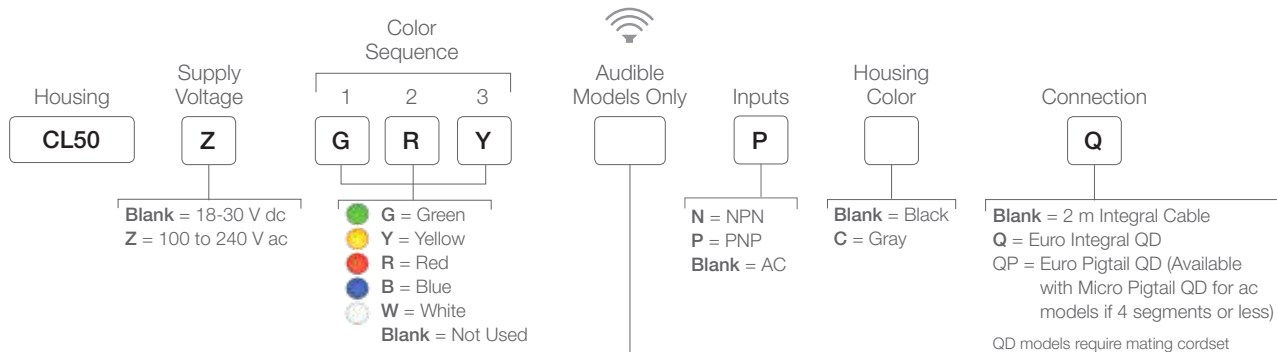 Color
Sequence
Housing
Supply
Voltage
1 2 3
Audible
Models Only
Inputs
Housing
Color
Connection
CL50 Z G R Y P Q
Blank = 18-30 V dc
Z = 100 to 240 V ac
G = Green
Y = Yellow
R = Red
B = Blue
W = White
Blank = Not Used
N = NPN
P = PNP
Blank = AC
Blank = Black
C = Gray
Blank = 2 m Integral Cable
Q = Euro Integral QD
QP = Euro Pigtail QD (Available
with Micro Pigtail QD for ac
models if 4 segments or less)
QD models require mating cordset